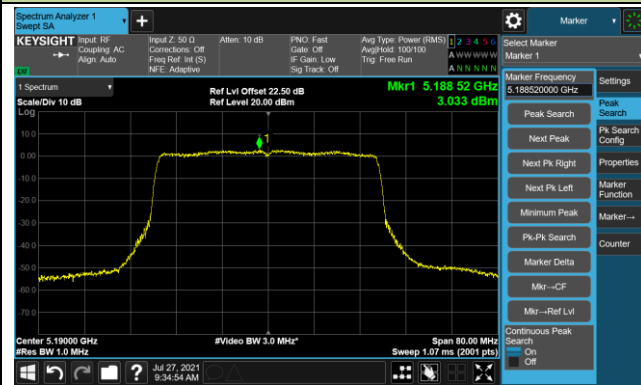 Spectrum Analyzer 1
Swept SA
Marker
KEYSIGHT
Input: RF
Coupling: AC
Align: Auto
Input Z: 50 Ω
Corrections: Off
Freq Ref: Int (S)
NFE: Adaptive
Atten: 10 dB
PNO: Fast
Gate: Off
IF Gain: Low
Sig Track: Off
Avg Type: Power (RMS)
Avg|Hold: 100/100
Trig: Free Run
1 2 3 4 5 6
A W W W W W
A N N N N N
LXI
Select Marker
Marker 1
1 Spectrum
Scale/Div 10 dB
Log
Ref Lvl Offset 22.50 dB
Ref Level 20.00 dBm
Mkr1 5.188 52 GHz
3.033 dBm
10.0
0.00
-10.0
-20.0
-30.0
-40.0
-50.0
-60.0
-70.0
1
Center 5.19000 GHz
#Res BW 1.0 MHz
#Video BW 3.0 MHz*
Span 80.00 MHz
Sweep 1.07 ms (2001 pts)
Marker Frequency
5.188520000 GHz
Peak Search
Next Peak
Next Pk Right
Next Pk Left
Minimum Peak
Pk-Pk Search
Marker Delta
Mkr→CF
Mkr→Ref Lvl
Continuous Peak
Search
On
Off
Settings
Peak
Search
Pk Search
Config
Properties
Marker
Function
Marker→
Counter
Jul 27, 2021
9:34:54 AM